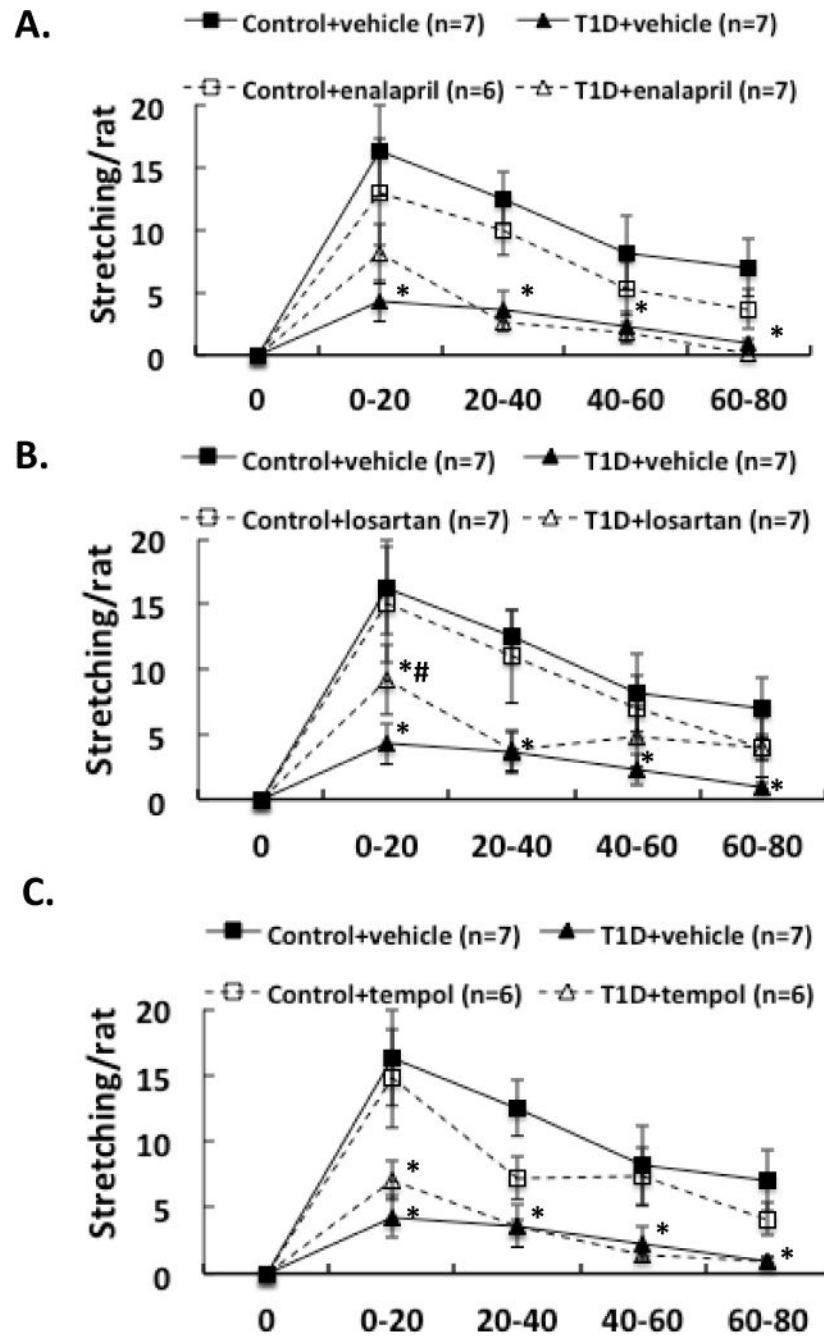 A.
Control+vehicle (n=7) T1D+vehicle (n=7)
Control+enalapril (n=6) T1D+enalapril (n=7)
Stretching/rat
20
15
10
5
0
* * * *
0 0-20 20-40 40-60 60-80
B.
Control+vehicle (n=7) T1D+vehicle (n=7)
Control+losartan (n=7) T1D+losartan (n=7)
Stretching/rat
20
15
10
5
0
*#
* * * *
0 0-20 20-40 40-60 60-80
C.
Control+vehicle (n=7) T1D+vehicle (n=7)
Control+tempol (n=6) T1D+tempol (n=6)
Stretching/rat
20
15
10
5
0
*
* * * *
0 0-20 20-40 40-60 60-80